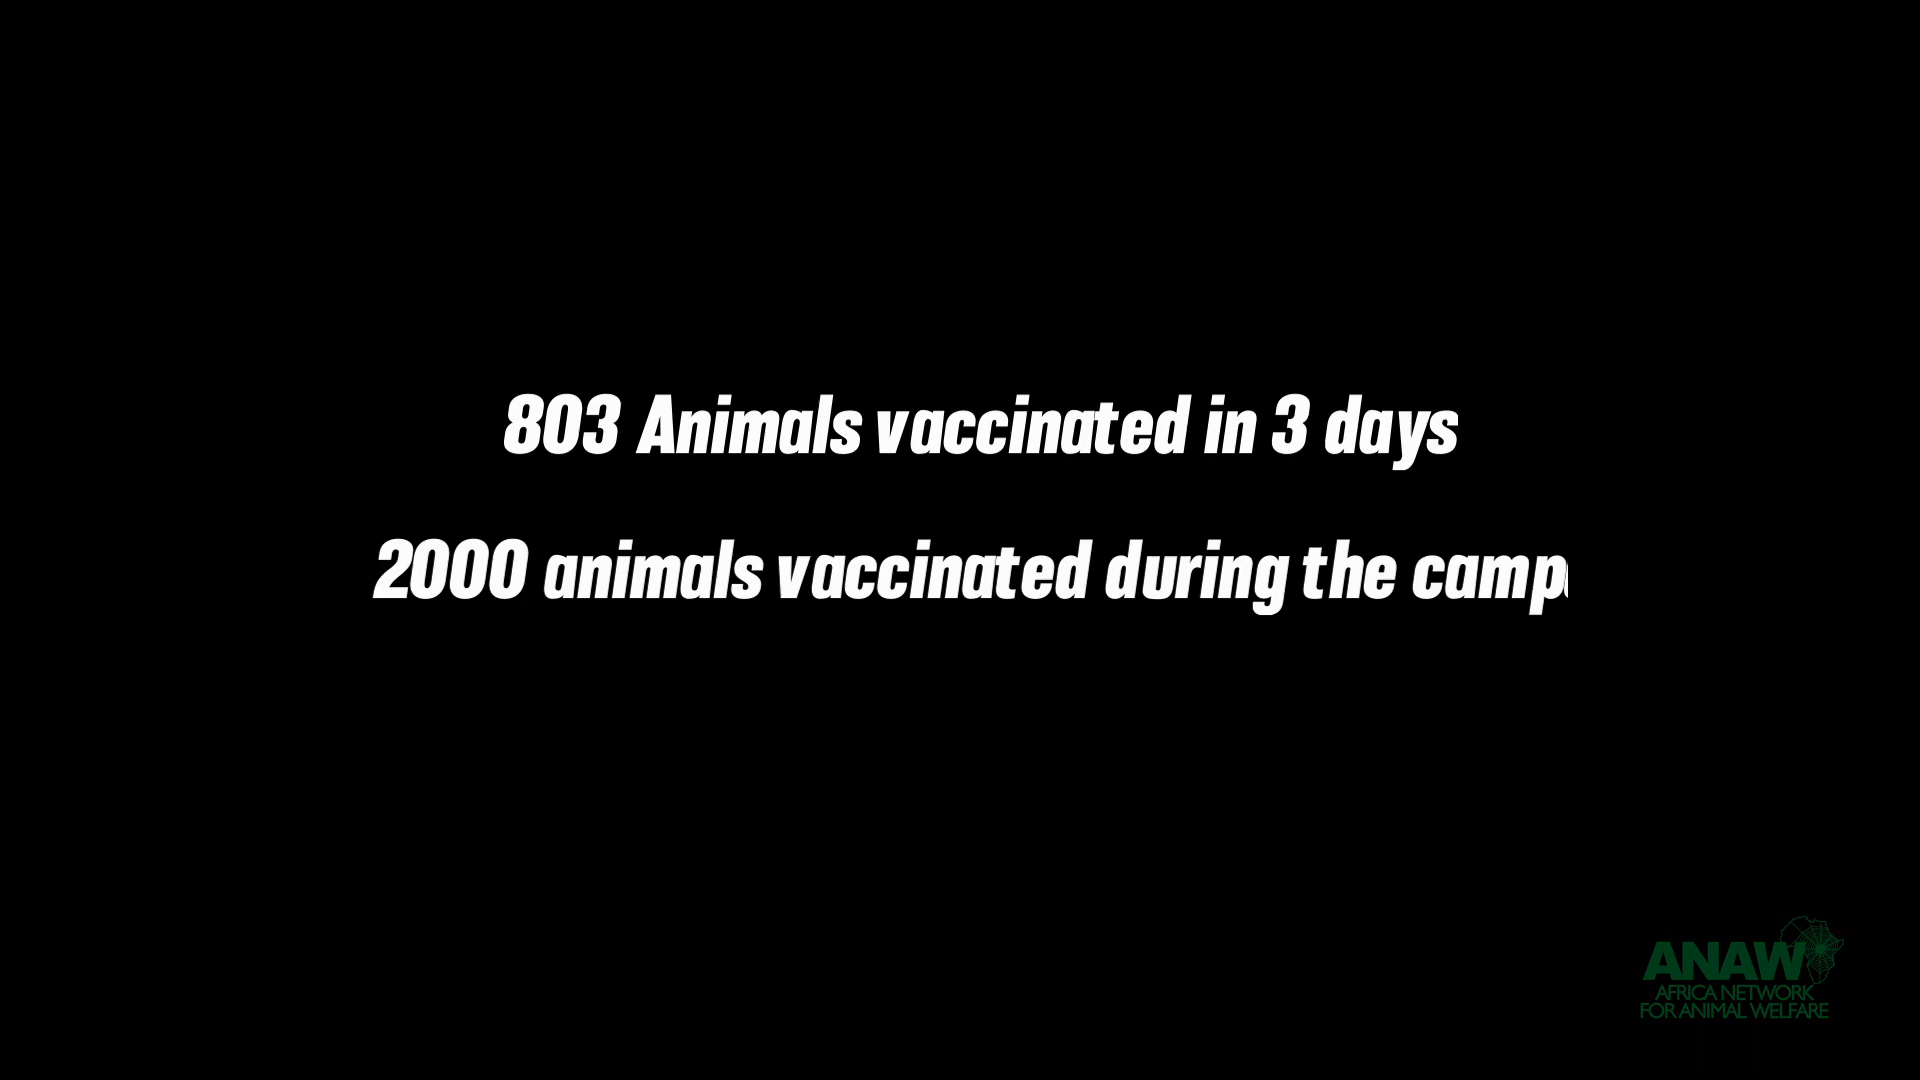 803 Animals vaccinated in 3 days
2000 animals vaccinated during the camp
ANAW
AFRICA NETWORK
FOR ANIMAL WELFARE